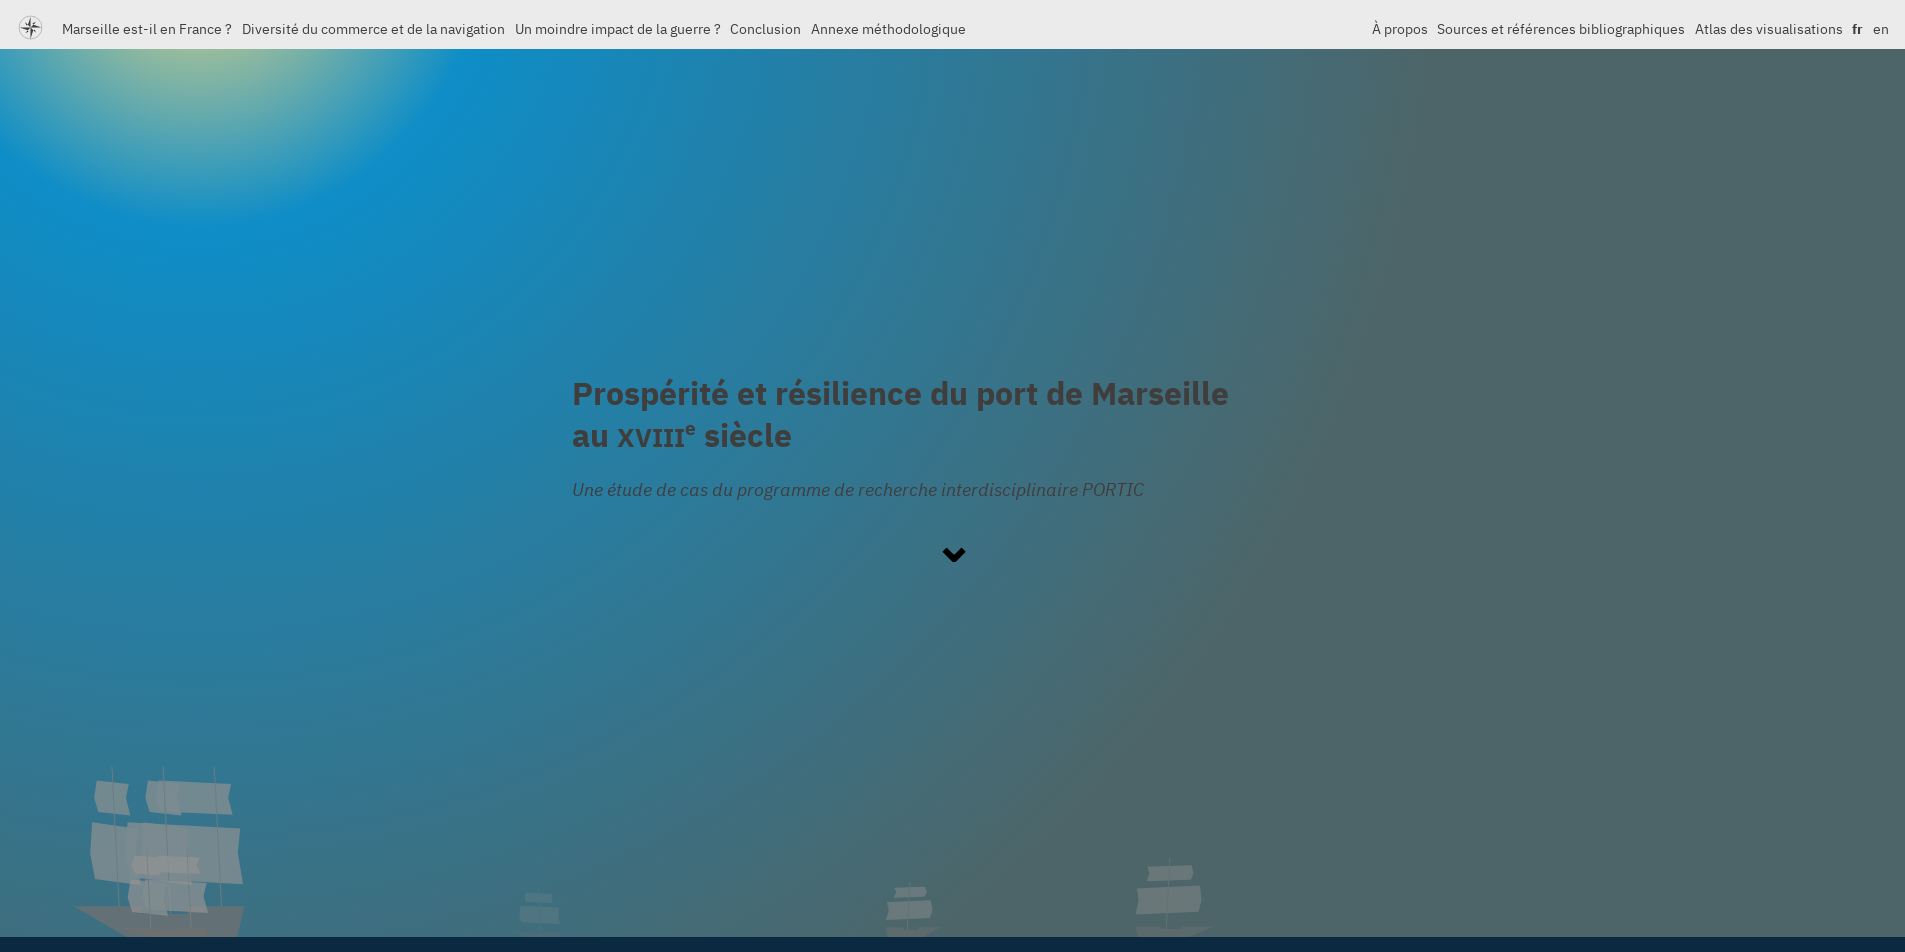 Marseille est-il en France ? Diversité du commerce et de la navigation Un moindre impact de la guerre ? Conclusion Annexe méthodologique À propos Sources et références bibliographiques Atlas des visualisations fr en
Prospérité et résilience du port de Marseille
au XVIIIe siècle
Une étude de cas du programme de recherche interdisciplinaire PORTIC